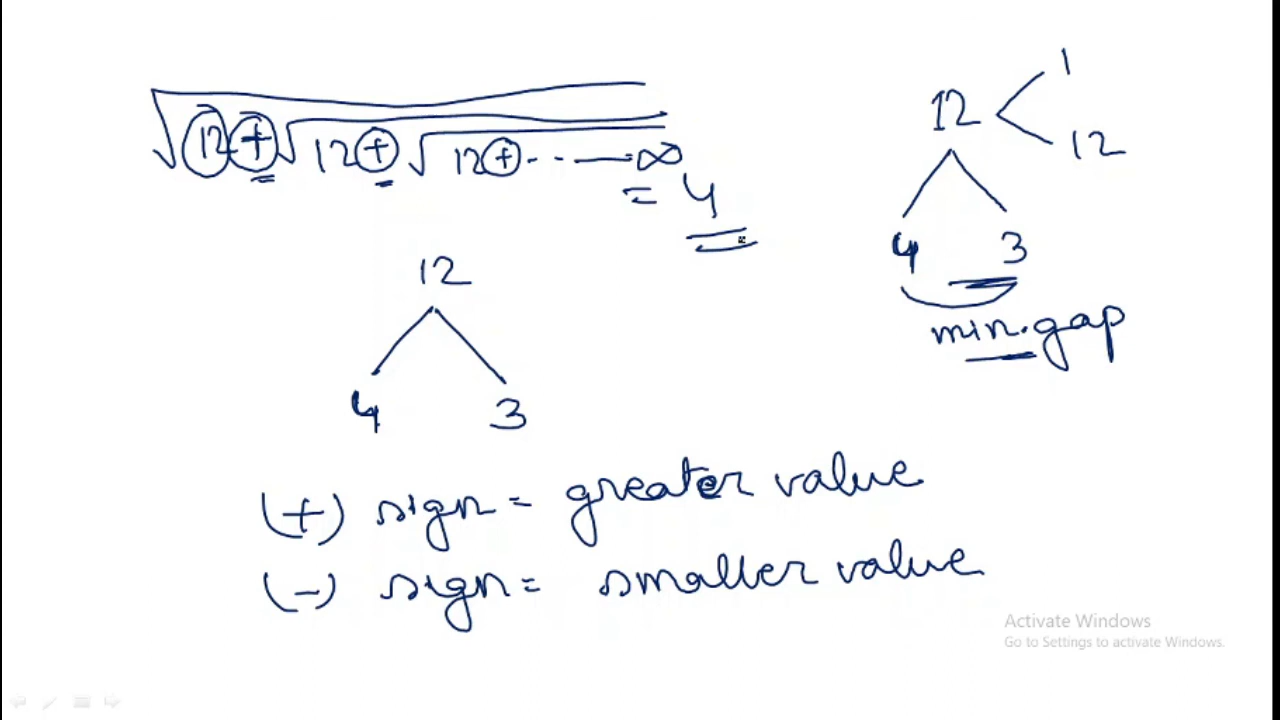 √12+√12+√12+..—∞
= 4
12
1
12
4 3
min. gap
12
4 3
(+) sign = greater value
(-) sign = smaller value
Activate Windows
Go to Settings to activate Windows.